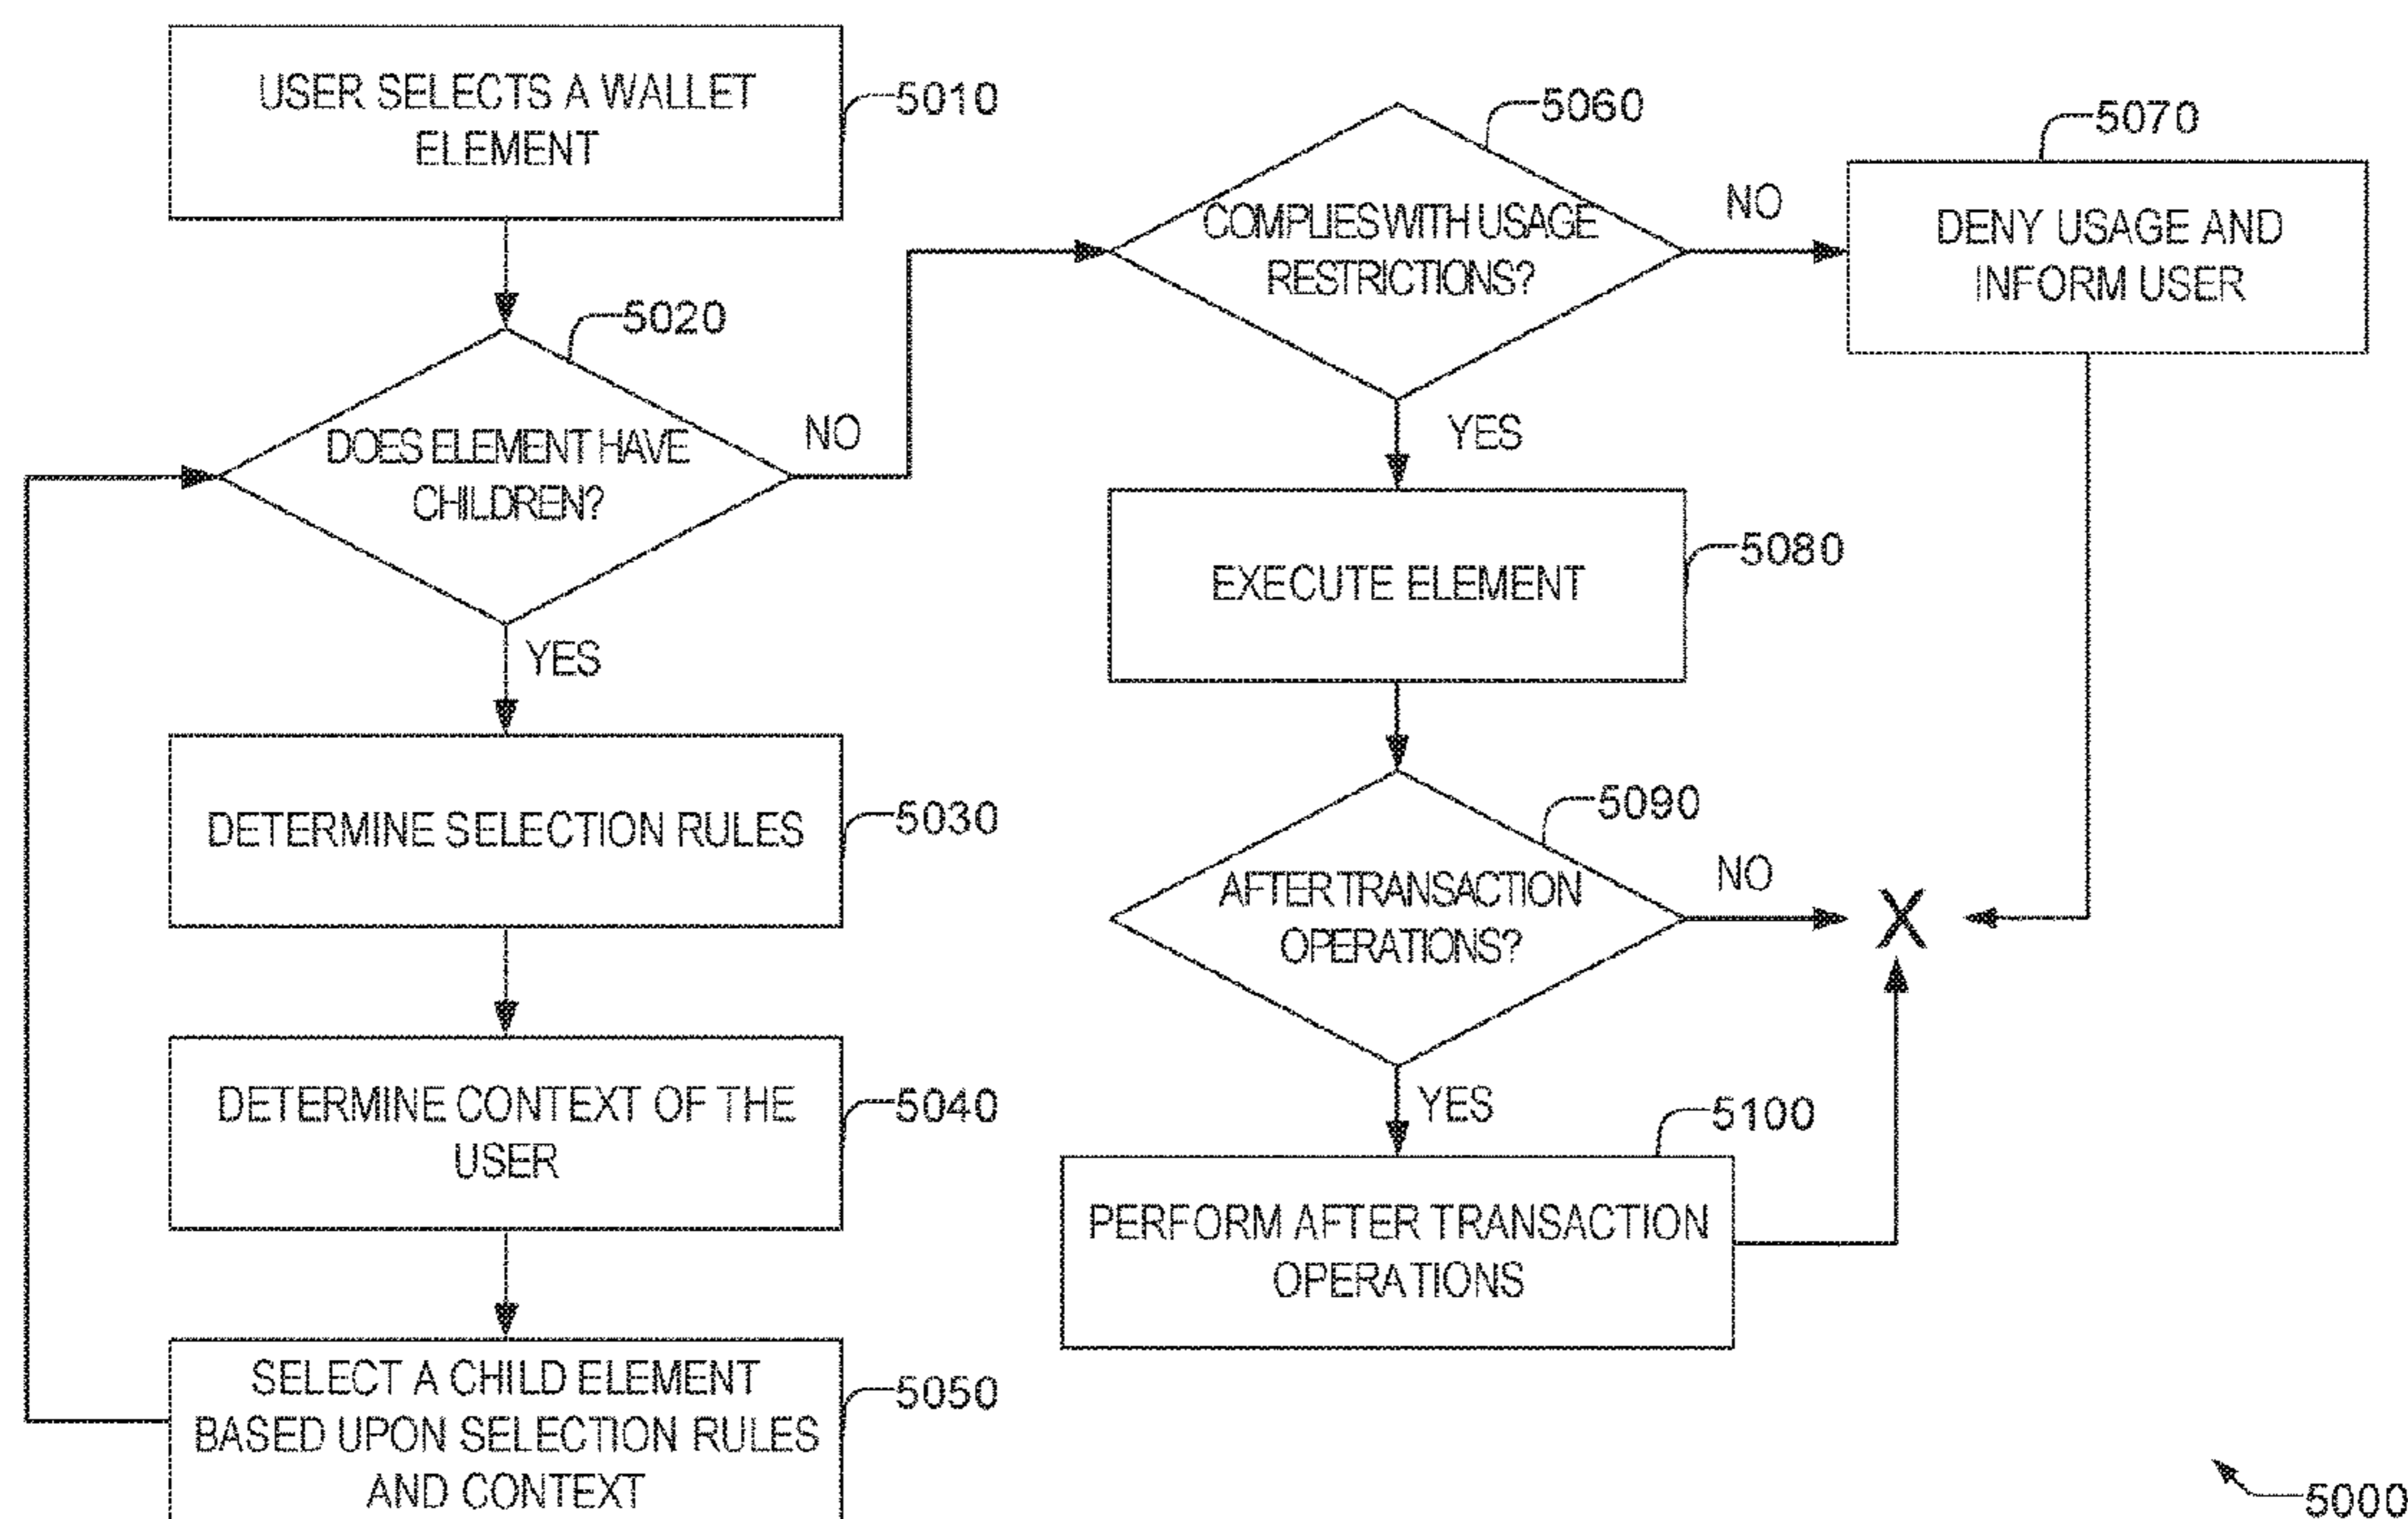 USER SELECTS A WALLET
ELEMENT
5010
5020
DOES ELEMENT HAVE
CHILDREN?
NO
YES
DETERMINE SELECTION RULES
5030
DETERMINE CONTEXT OF THE
USER
5040
SELECT A CHILD ELEMENT
BASED UPON SELECTION RULES
AND CONTEXT
5050
5060
COMPLIES WITH USAGE
RESTRICTIONS?
NO
YES
5070
DENY USAGE AND
INFORM USER
EXECUTE ELEMENT
5080
5090
AFTER TRANSACTION
OPERATIONS?
NO
X
YES
5100
PERFORM AFTER TRANSACTION
OPERATIONS
5000